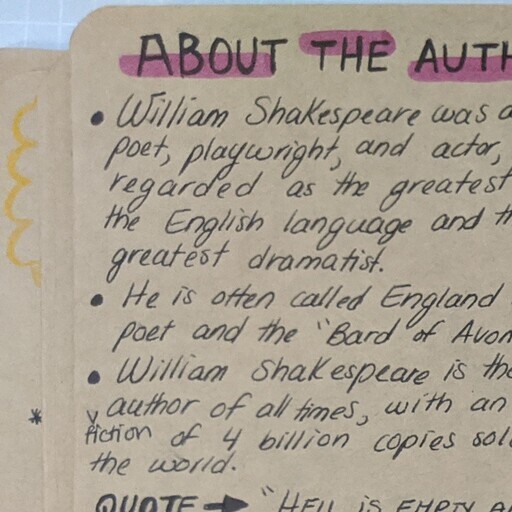 ABOUT THE AUTH
• William Shakespeare was a
poet, playwright, and actor,
regarded as the greatest
the English language and th
greatest dramatist.
• He is often called England
poet and the "Bard of Avon
• William Shakespeare is the
author of all times, with an
* fiction of 4 billion copies sol
the world.
QUOTE → "HELL IS EMPTY A